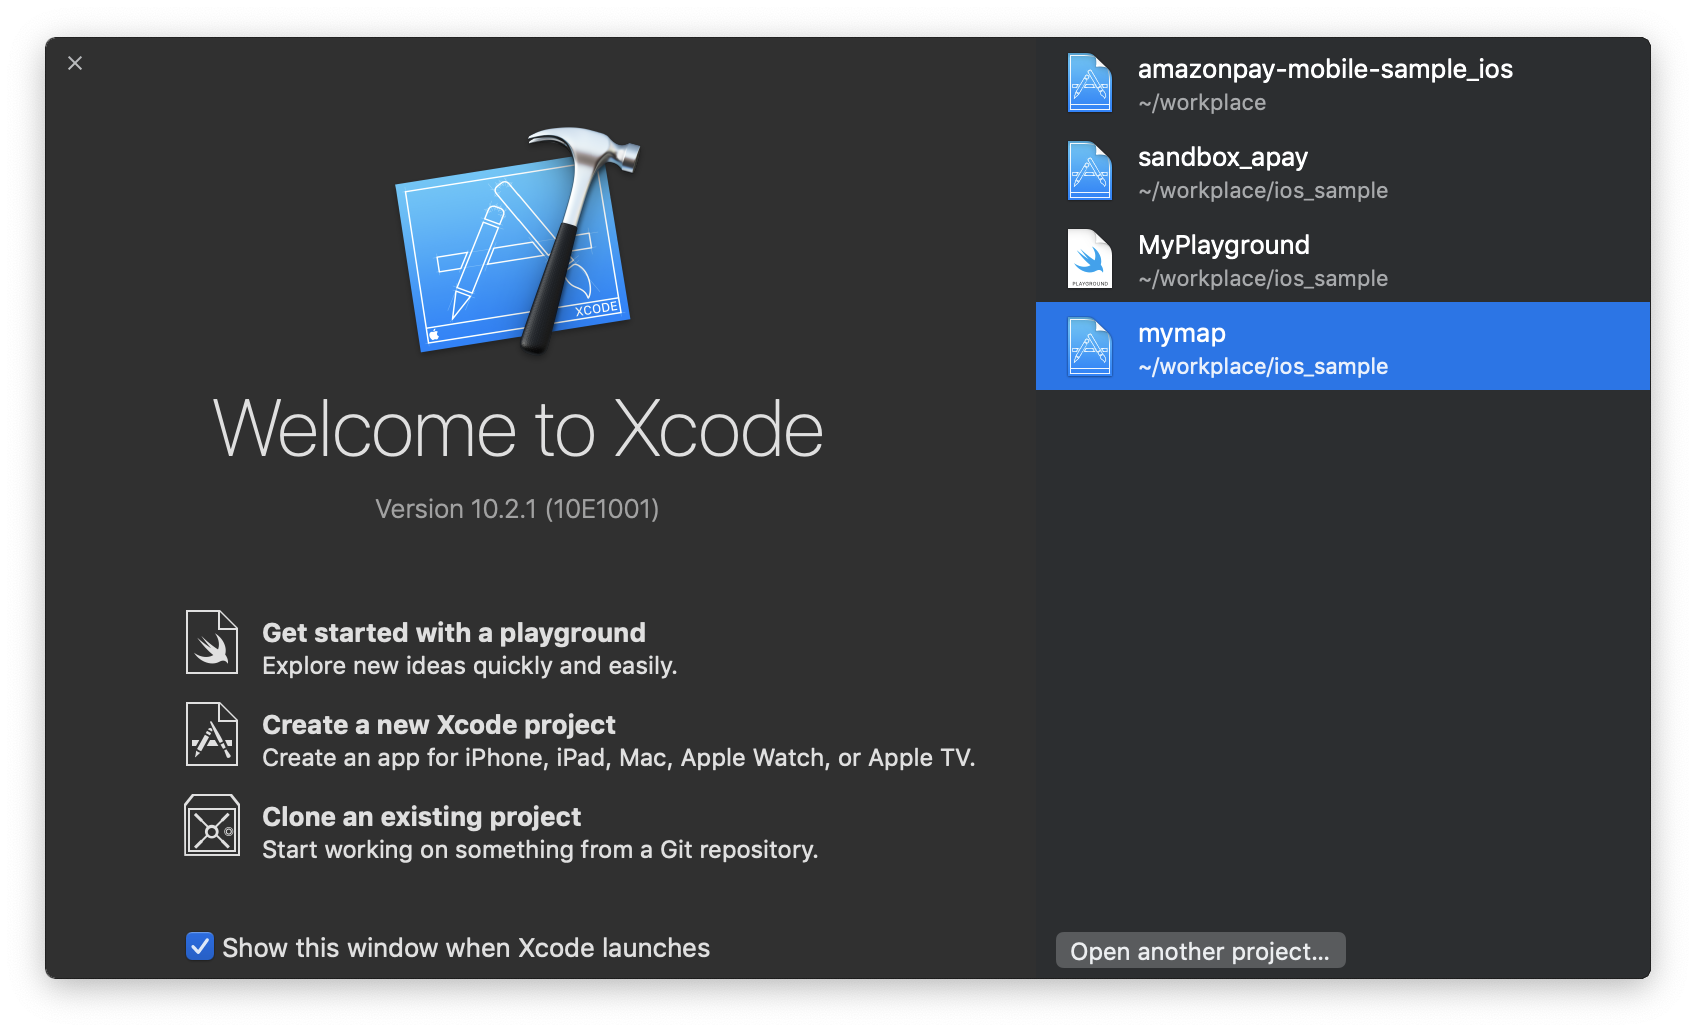 XCODE
Welcome to Xcode
Version 10.2.1 (10E1001)
Get started with a playground
Explore new ideas quickly and easily.
Create a new Xcode project
Create an app for iPhone, iPad, Mac, Apple Watch, or Apple TV.
Clone an existing project
Start working on something from a Git repository.
Show this window when Xcode launches
amazonpay-mobile-sample_ios
~/workplace
sandbox_apay
~/workplace/ios_sample
PLAYGROUND
MyPlayground
~/workplace/ios_sample
mymap
~/workplace/ios_sample
Open another project...